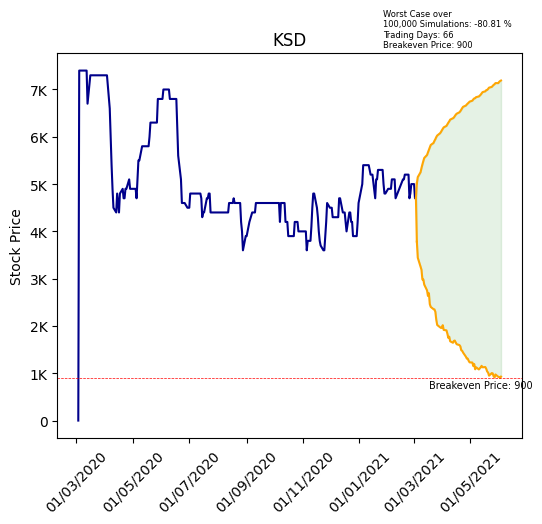 Worst Case over
100,000 Simulations: -80.81 %
Trading Days: 66
Breakeven Price: 900
KSD
Stock Price
7K
6K
5K
4K
3K
2K
1K
0
Breakeven Price: 900
01/03/2020
01/05/2020
01/07/2020
01/09/2020
01/11/2020
01/01/2021
01/03/2021
01/05/2021